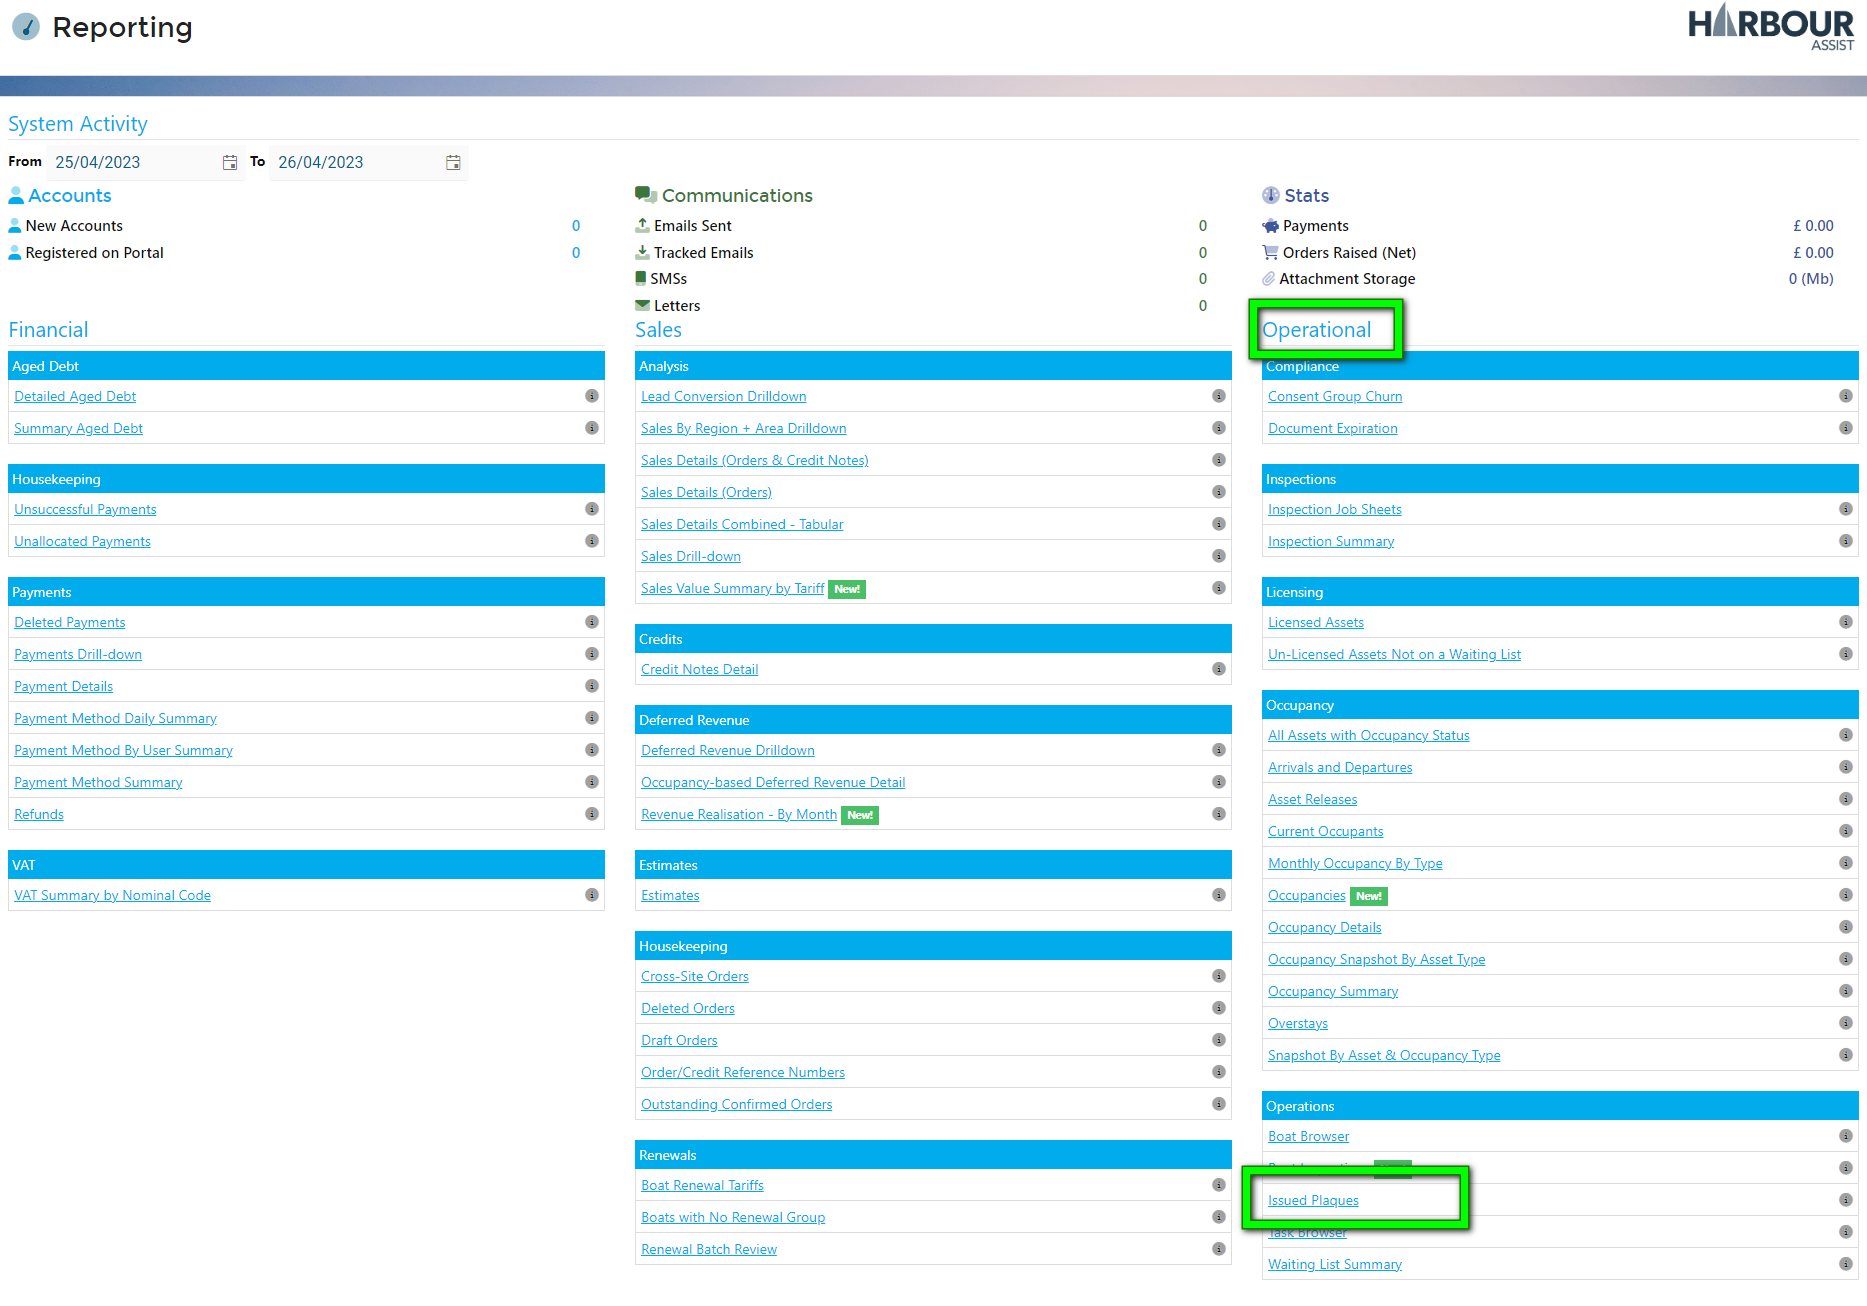 Reporting
HARBOUR
ASSIST
System Activity
From 25/04/2023 To 26/04/2023
Accounts
New Accounts 0
Registered on Portal 0
Communications
Emails Sent 0
Tracked Emails 0
SMSs 0
Letters 0
Stats
Payments £ 0.00
Orders Raised (Net) £ 0.00
Attachment Storage 0 (Mb)
Financial
Aged Debt
Detailed Aged Debt
Summary Aged Debt
Housekeeping
Unsuccessful Payments
Unallocated Payments
Payments
Deleted Payments
Payments Drill-down
Payment Details
Payment Method Daily Summary
Payment Method By User Summary
Payment Method Summary
Refunds
VAT
VAT Summary by Nominal Code
Sales
Analysis
Lead Conversion Drilldown
Sales By Region + Area Drilldown
Sales Details (Orders & Credit Notes)
Sales Details (Orders)
Sales Details Combined - Tabular
Sales Drill-down
Sales Value Summary by Tariff New!
Credits
Credit Notes Detail
Deferred Revenue
Deferred Revenue Drilldown
Occupancy-based Deferred Revenue Detail
Revenue Realisation - By Month New!
Estimates
Estimates
Housekeeping
Cross-Site Orders
Deleted Orders
Draft Orders
Order/Credit Reference Numbers
Outstanding Confirmed Orders
Renewals
Boat Renewal Tariffs
Boats with No Renewal Group
Renewal Batch Review
Operational
Compliance
Consent Group Churn
Document Expiration
Inspections
Inspection Job Sheets
Inspection Summary
Licensing
Licensed Assets
Un-Licensed Assets Not on a Waiting List
Occupancy
All Assets with Occupancy Status
Arrivals and Departures
Asset Releases
Current Occupants
Monthly Occupancy By Type
Occupancies New!
Occupancy Details
Occupancy Snapshot By Asset Type
Occupancy Summary
Overstays
Snapshot By Asset & Occupancy Type
Operations
Boat Browser
Issued Plaques
Task Browser
Waiting List Summary